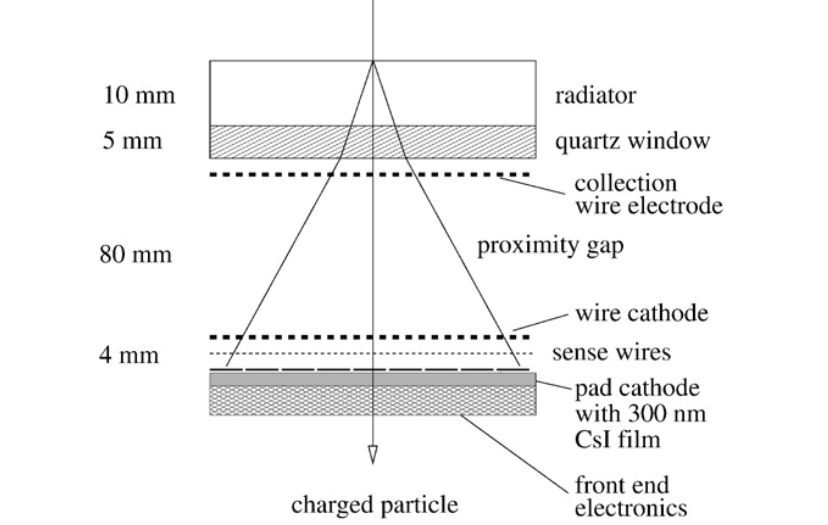 10 mm
radiator
5 mm
quartz window
collection
wire electrode
80 mm
proximity gap
wire cathode
4 mm
sense wires
pad cathode
with 300 nm
CsI film
front end
electronics
charged particle